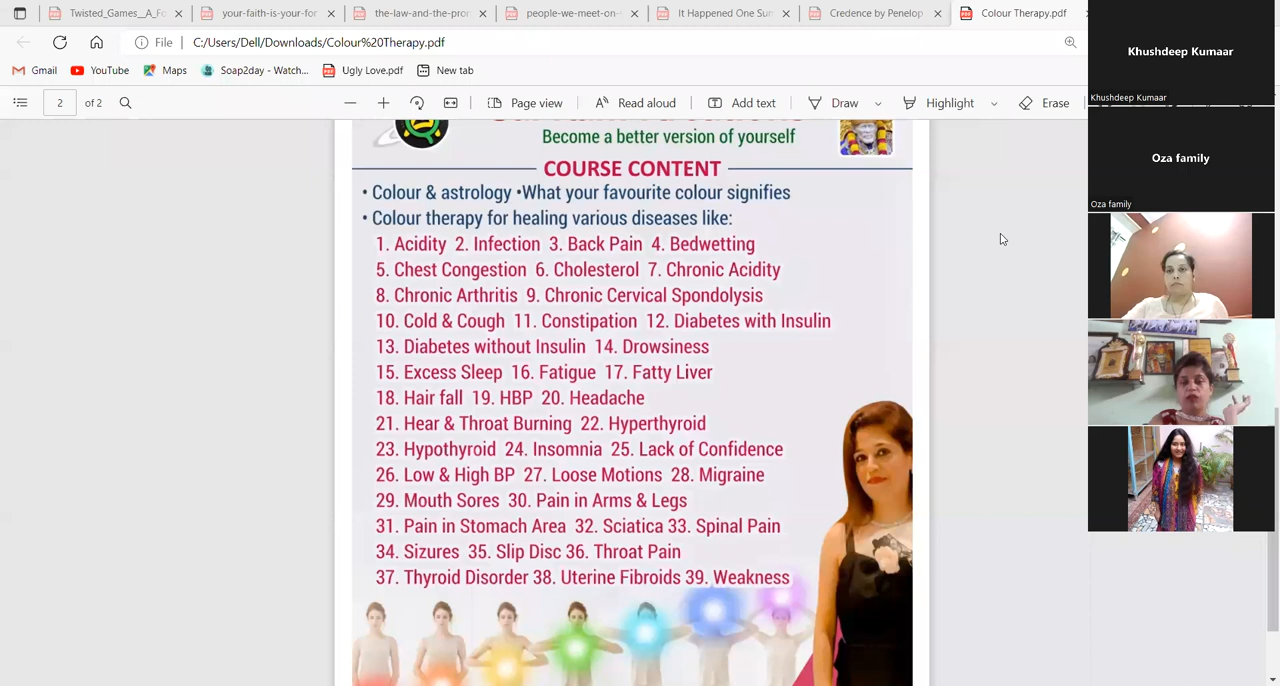 Twisted_Games__A_Fo
your-faith-is-your-for
the-law-and-the-pror
people-we-meet-on-
It Happened One Sun
Credence by Penelop
Colour Therapy.pdf
File | C:/Users/Dell/Downloads/Colour%20Therapy.pdf
Gmail YouTube Maps Soap2day - Watch... Ugly Love.pdf New tab
2 of 2 Page view Read aloud Add text Draw Highlight Erase
Become a better version of yourself
COURSE CONTENT
• Colour & astrology •What your favourite colour signifies
• Colour therapy for healing various diseases like:
1. Acidity 2. Infection 3. Back Pain 4. Bedwetting
5. Chest Congestion 6. Cholesterol 7. Chronic Acidity
8. Chronic Arthritis 9. Chronic Cervical Spondolysis
10. Cold & Cough 11. Constipation 12. Diabetes with Insulin
13. Diabetes without Insulin 14. Drowsiness
15. Excess Sleep 16. Fatigue 17. Fatty Liver
18. Hair fall 19. HBP 20. Headache
21. Hear & Throat Burning 22. Hyperthyroid
23. Hypothyroid 24. Insomnia 25. Lack of Confidence
26. Low & High BP 27. Loose Motions 28. Migraine
29. Mouth Sores 30. Pain in Arms & Legs
31. Pain in Stomach Area 32. Sciatica 33. Spinal Pain
34. Sizures 35. Slip Disc 36. Throat Pain
37. Thyroid Disorder 38. Uterine Fibroids 39. Weakness
Khushdeep Kumaar
Khushdeep Kumaar
Oza family
Oza family